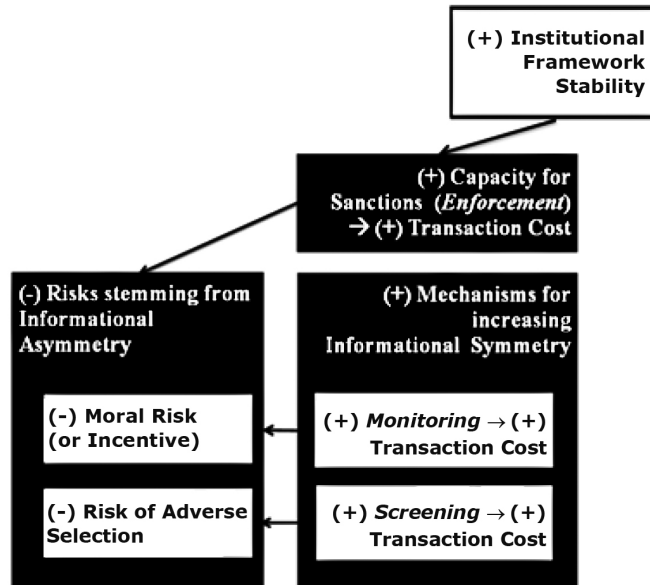 (+) Institutional
Framework
Stability
(+) Capacity for
Sanctions (Enforcement)
→ (+) Transaction Cost
(-) Risks stemming from
Informational
Asymmetry
(+) Mechanisms for
increasing
Informational Symmetry
(-) Moral Risk
(or Incentive)
(+) Monitoring → (+)
Transaction Cost
(-) Risk of Adverse
Selection
(+) Screening → (+)
Transaction Cost